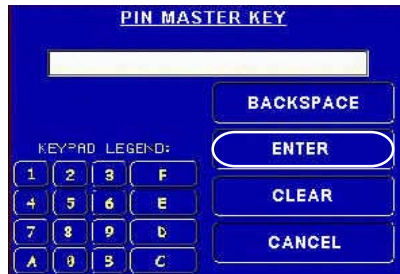 PIN MASTER KEY
BACKSPACE
KEYPAD LEGEND:
ENTER
1 2 3 F
4 5 6 E
CLEAR
7 8 9 D
CANCEL
A 0 B C